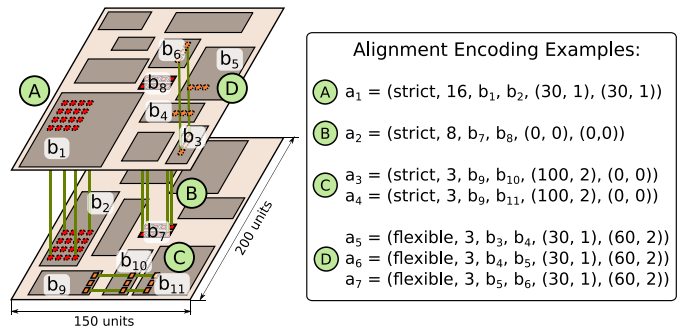 b₆
b₅
A
b₈
D
b₄
b₁
b₃
b₂
B
b₇
C
b₁₀
b₉
b₁₁
200 units
150 units
Alignment Encoding Examples:
A a₁ = (strict, 16, b₁, b₂, (30, 1), (30, 1))
B a₂ = (strict, 8, b₇, b₈, (0, 0), (0,0))
a₃ = (strict, 3, b₉, b₁₀, (100, 2), (0, 0))
C
a₄ = (strict, 3, b₉, b₁₁, (100, 2), (0, 0))
a₅ = (flexible, 3, b₃, b₄, (30, 1), (60, 2))
D a₆ = (flexible, 3, b₄, b₅, (30, 1), (60, 2))
a₇ = (flexible, 3, b₅, b₆, (30, 1), (60, 2))